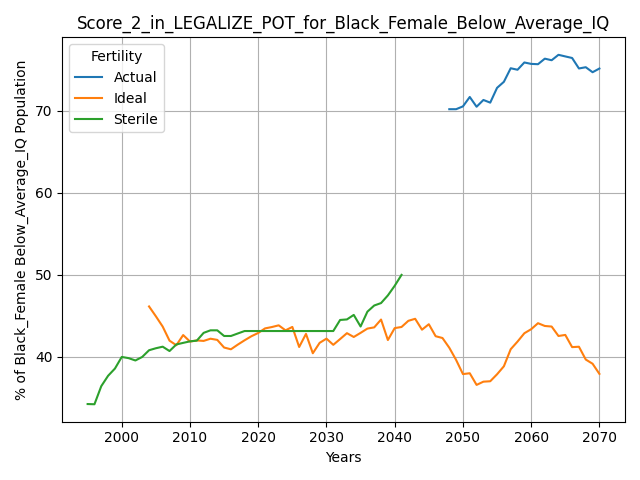 Score_2_in_LEGALIZE_POT_for_Black_Female_Below_Average_IQ
Fertility
Actual
Ideal
Sterile
% of Black_Female Below_Average_IQ Population
70
60
50
40
2000 2010 2020 2030 2040 2050 2060 2070
Years